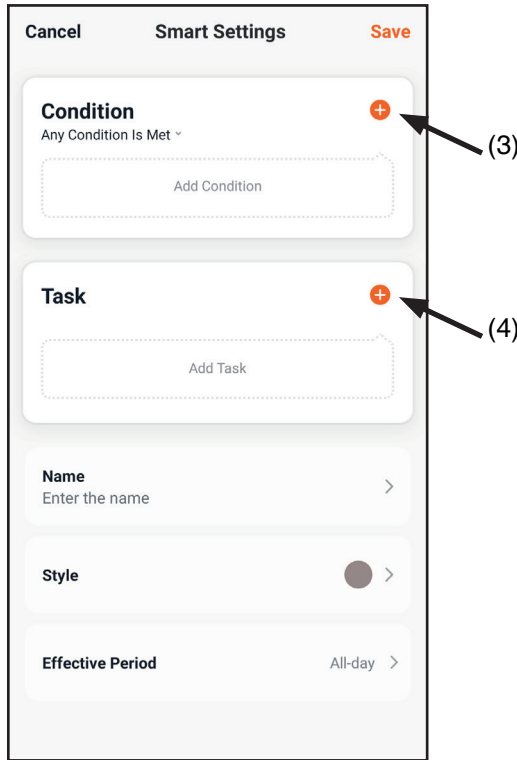 Cancel Smart Settings Save
Condition
(3)
Any Condition Is Met
Add Condition
Task
(4)
Add Task
Name
Enter the name
Style
Effective Period All-day